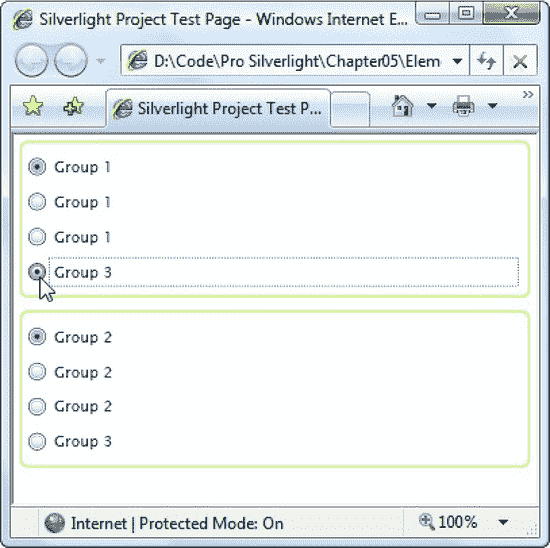 Silverlight Project Test Page - Windows Internet E...
D:\Code\Pro Silverlight\Chapter05\Elem
Silverlight Project Test P...
Group 1
Group 1
Group 1
Group 3
Group 2
Group 2
Group 2
Group 3
Internet | Protected Mode: On
100%